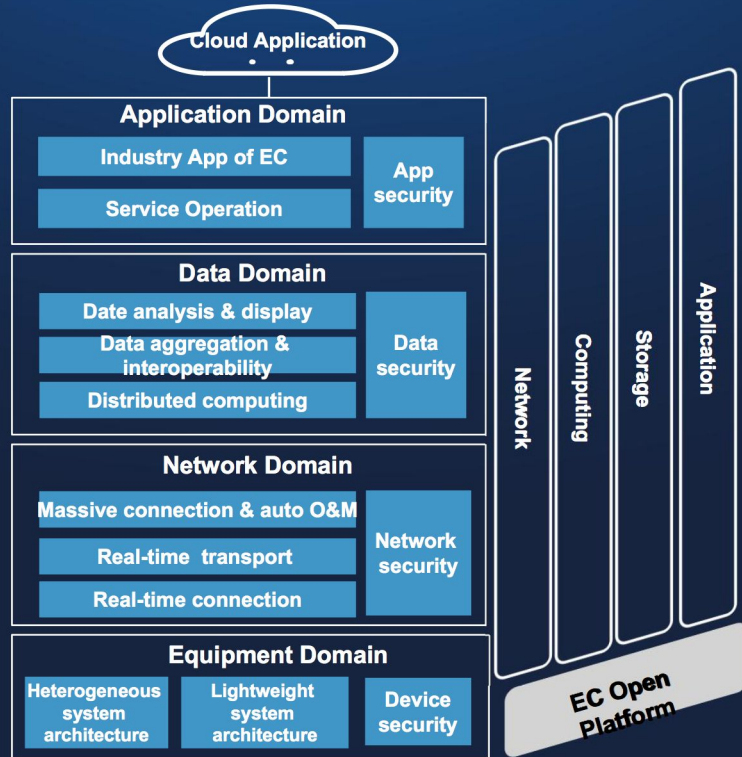 Cloud Application
Application Domain
Industry App of EC
Service Operation
App
security
Data Domain
Date analysis & display
Data aggregation &
interoperability
Distributed computing
Data
security
Network Domain
Massive connection & auto O&M
Real-time transport
Real-time connection
Network
security
Equipment Domain
Heterogeneous
system
architecture
Lightweight
system
architecture
Device
security
Network
Computing
Storage
Application
EC Open
Platform